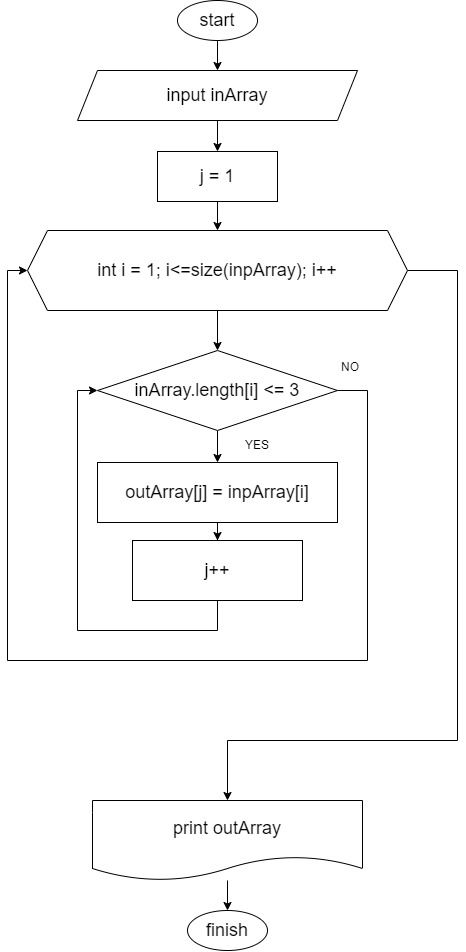 start
input inArray
j = 1
int i = 1; i<=size(inpArray); i++
NO
inArray.length[i] <= 3
YES
outArray[j] = inpArray[i]
j++
print outArray
finish